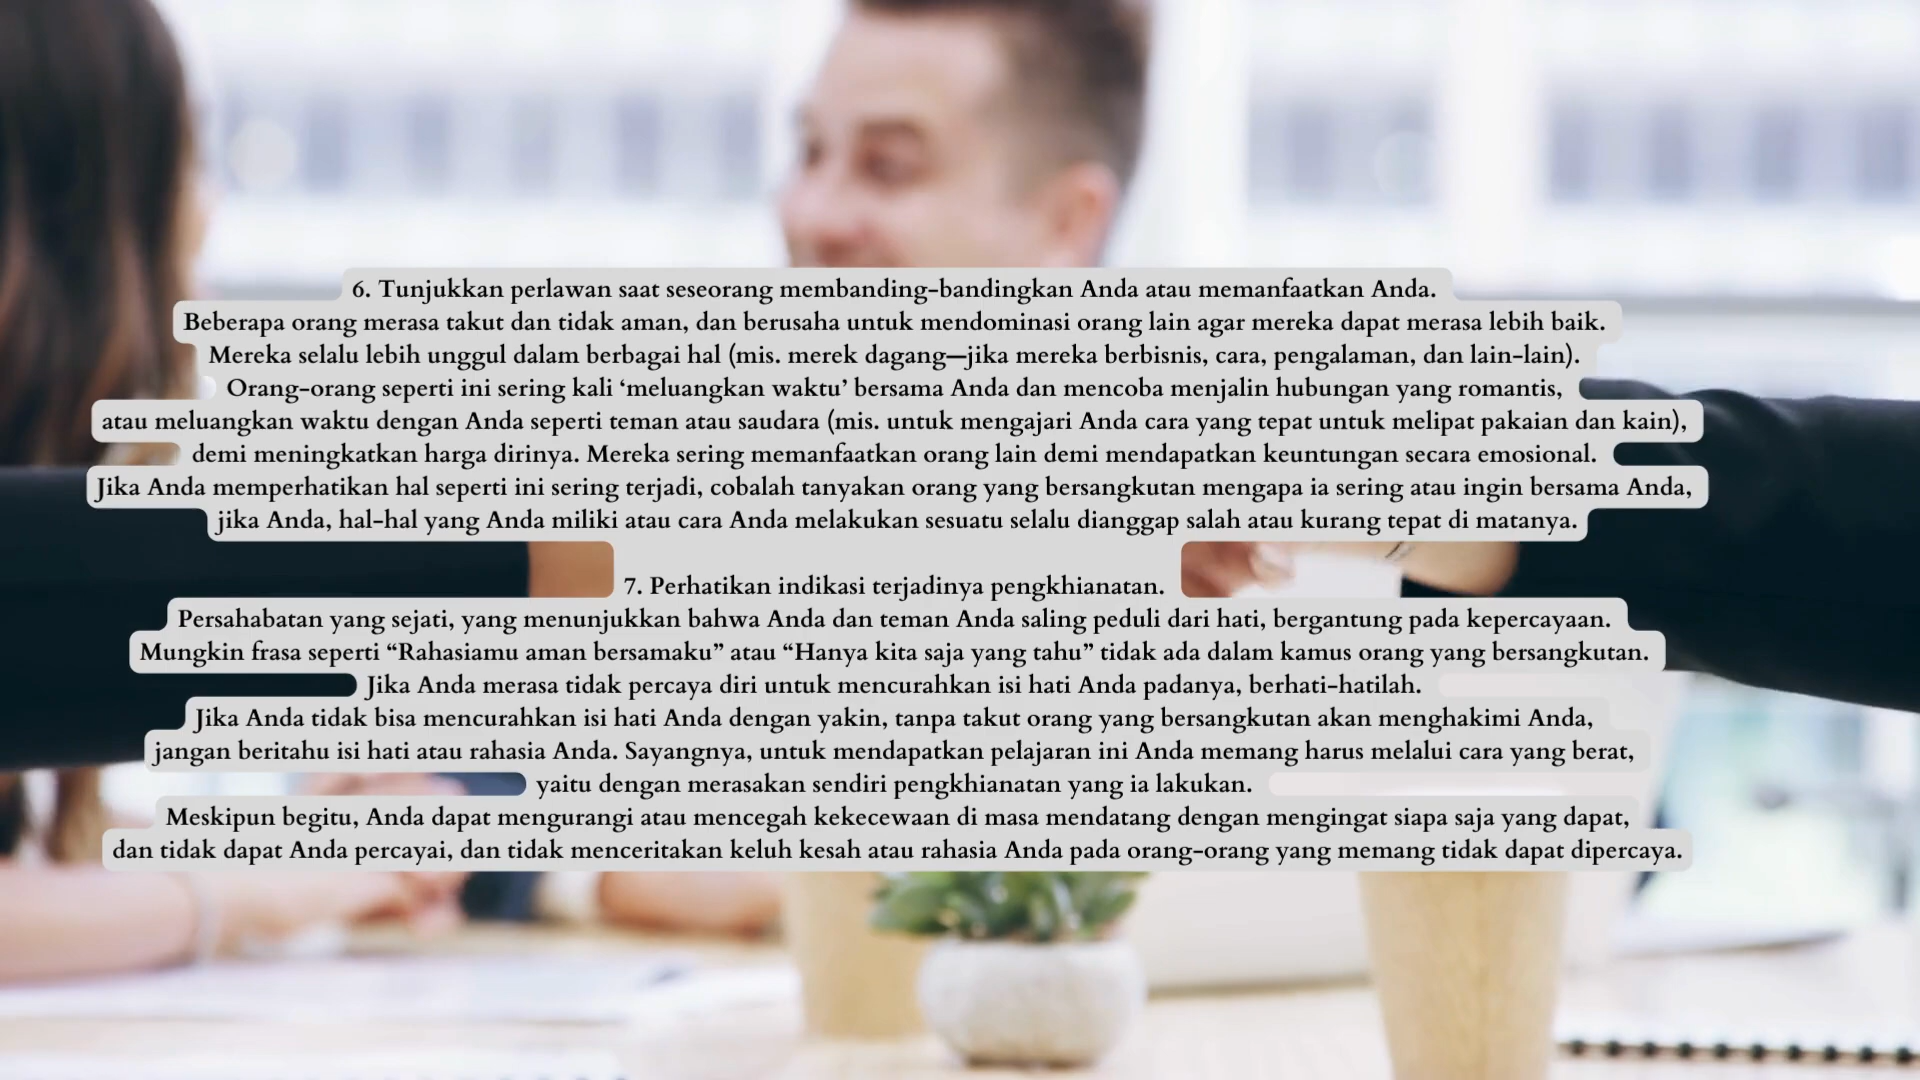 6. Tunjukkan perlawan saat seseorang membanding-bandingkan Anda atau memanfaatkan Anda.
Beberapa orang merasa takut dan tidak aman, dan berusaha untuk mendominasi orang lain agar mereka dapat merasa lebih baik.
Mereka selalu lebih unggul dalam berbagai hal (mis. merek dagang—jika mereka berbisnis, cara, pengalaman, dan lain-lain).
Orang-orang seperti ini sering kali ‘meluangkan waktu’ bersama Anda dan mencoba menjalin hubungan yang romantis,
atau meluangkan waktu dengan Anda seperti teman atau saudara (mis. untuk mengajari Anda cara yang tepat untuk melipat pakaian dan kain),
demi meningkatkan harga dirinya. Mereka sering memanfaatkan orang lain demi mendapatkan keuntungan secara emosional.
Jika Anda memperhatikan hal seperti ini sering terjadi, cobalah tanyakan orang yang bersangkutan mengapa ia sering atau ingin bersama Anda,
jika Anda, hal-hal yang Anda miliki atau cara Anda melakukan sesuatu selalu dianggap salah atau kurang tepat di matanya.
7. Perhatikan indikasi terjadinya pengkhianatan.
Persahabatan yang sejati, yang menunjukkan bahwa Anda dan teman Anda saling peduli dari hati, bergantung pada kepercayaan.
Mungkin frasa seperti “Rahasiamu aman bersamaku” atau “Hanya kita saja yang tahu” tidak ada dalam kamus orang yang bersangkutan.
Jika Anda merasa tidak percaya diri untuk mencurahkan isi hati Anda padanya, berhati-hatilah.
Jika Anda tidak bisa mencurahkan isi hati Anda dengan yakin, tanpa takut orang yang bersangkutan akan menghakimi Anda,
jangan beritahu isi hati atau rahasia Anda. Sayangnya, untuk mendapatkan pelajaran ini Anda memang harus melalui cara yang berat,
yaitu dengan merasakan sendiri pengkhianatan yang ia lakukan.
Meskipun begitu, Anda dapat mengurangi atau mencegah kekecewaan di masa mendatang dengan mengingat siapa saja yang dapat,
dan tidak dapat Anda percayai, dan tidak menceritakan keluh kesah atau rahasia Anda pada orang-orang yang memang tidak dapat dipercaya.